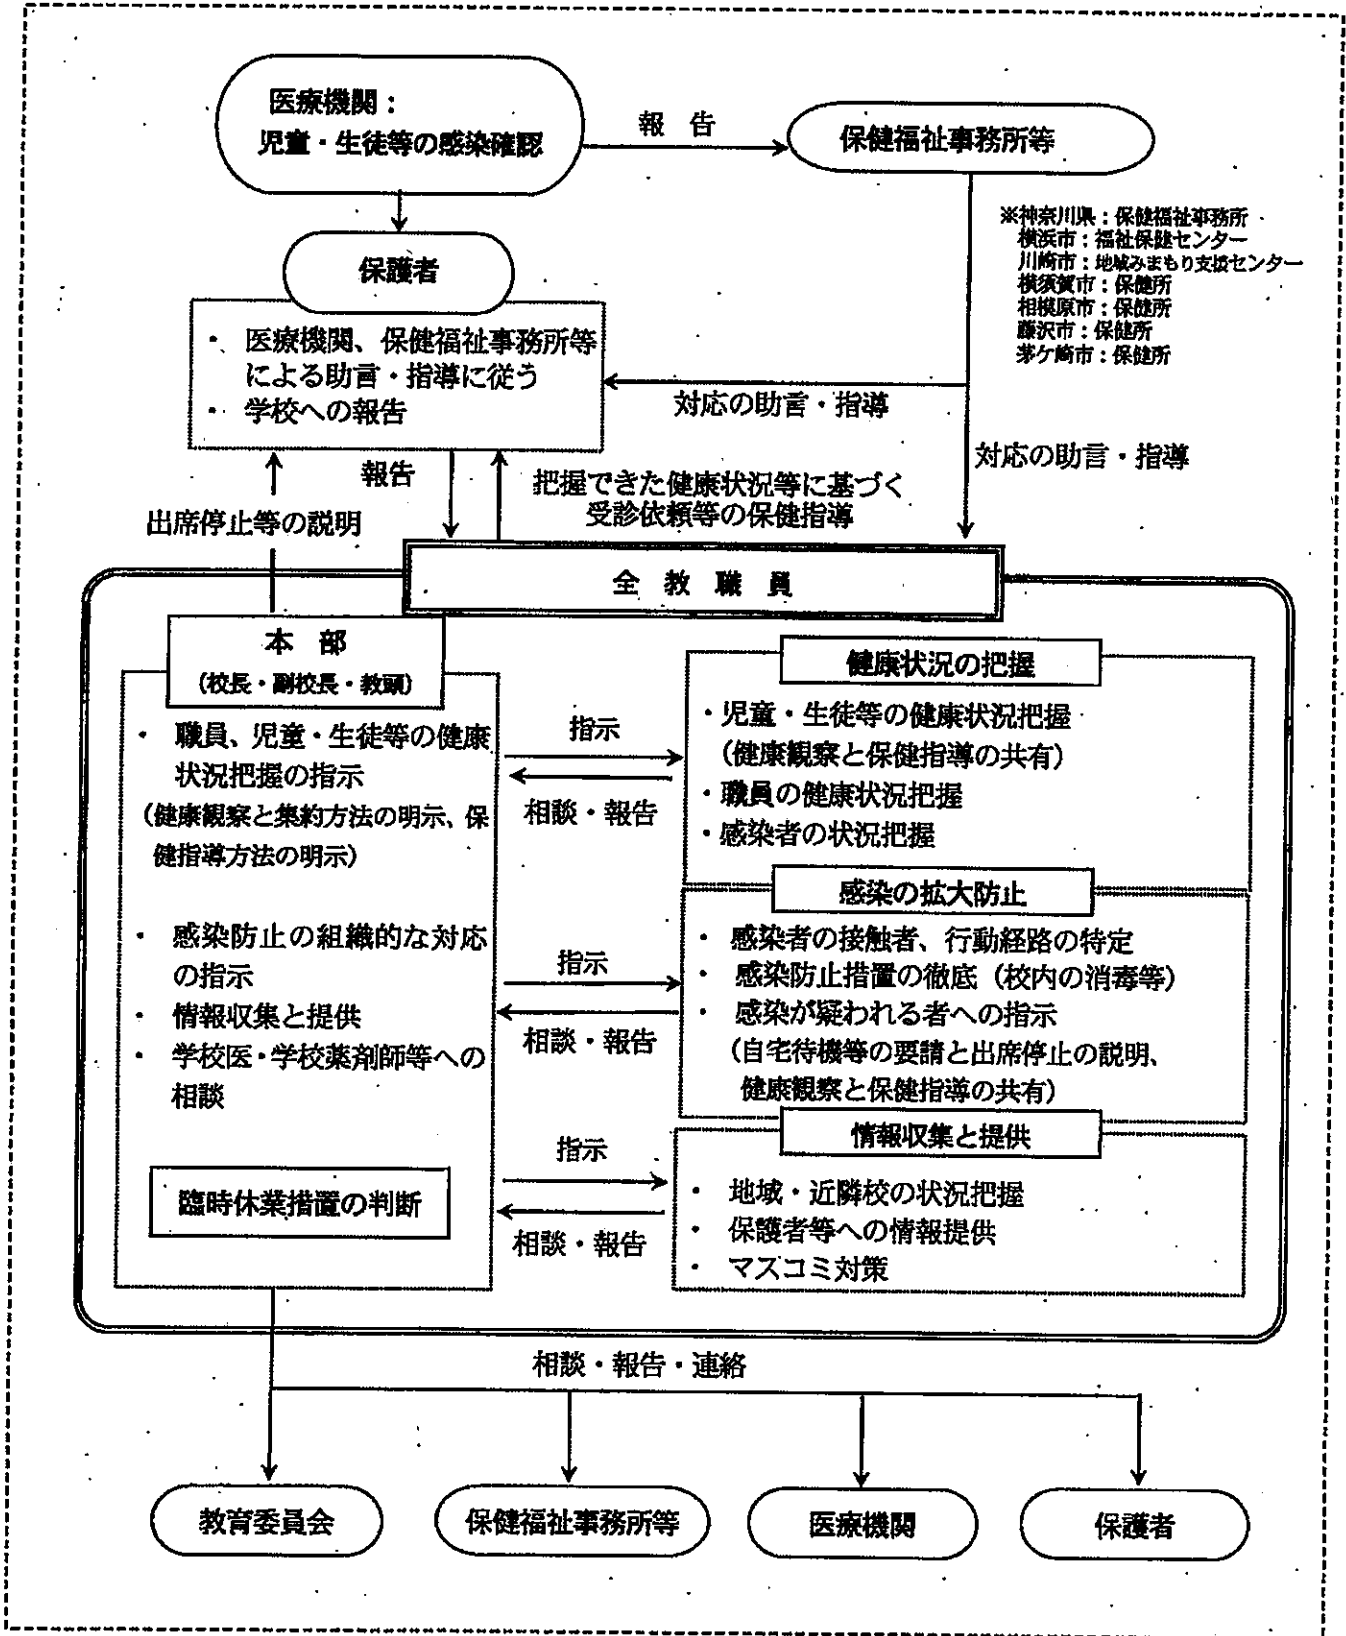 医療機関：
児童・生徒等の感染確認
報　告
保健福祉事務所等
※神奈川県：保健福祉事務所
横浜市：福祉保健センター
川崎市：地域みまもり支援センター
横須賀市：保健所
相模原市：保健所
藤沢市：保健所
茅ケ崎市：保健所
保護者
・ 医療機関、保健福祉事務所等
による助言・指導に従う
・ 学校への報告
対応の助言・指導
対応の助言・指導
報告
把握できた健康状況等に基づく
受診依頼等の保健指導
出席停止等の説明
全　教　職　員
本　部
（校長・副校長・教頭）
・ 職員、児童・生徒等の健康
状況把握の指示
（健康観察と集約方法の明示、保
健指導方法の明示）
・ 感染防止の組織的な対応
の指示
・ 情報収集と提供
・ 学校医・学校薬剤師等への
相談
臨時休業措置の判断
指示
相談・報告
健康状況の把握
・児童・生徒等の健康状況把握
（健康観察と保健指導の共有）
・職員の健康状況把握
・感染者の状況把握
指示
相談・報告
感染の拡大防止
・ 感染者の接触者、行動経路の特定
・ 感染防止措置の徹底（校内の消毒等）
・ 感染が疑われる者への指示
（自宅待機等の要請と出席停止の説明、
健康観察と保健指導の共有）
指示
相談・報告
情報収集と提供
・ 地域・近隣校の状況把握
・ 保護者等への情報提供
・ マスコミ対策
相談・報告・連絡
教育委員会
保健福祉事務所等
医療機関
保護者